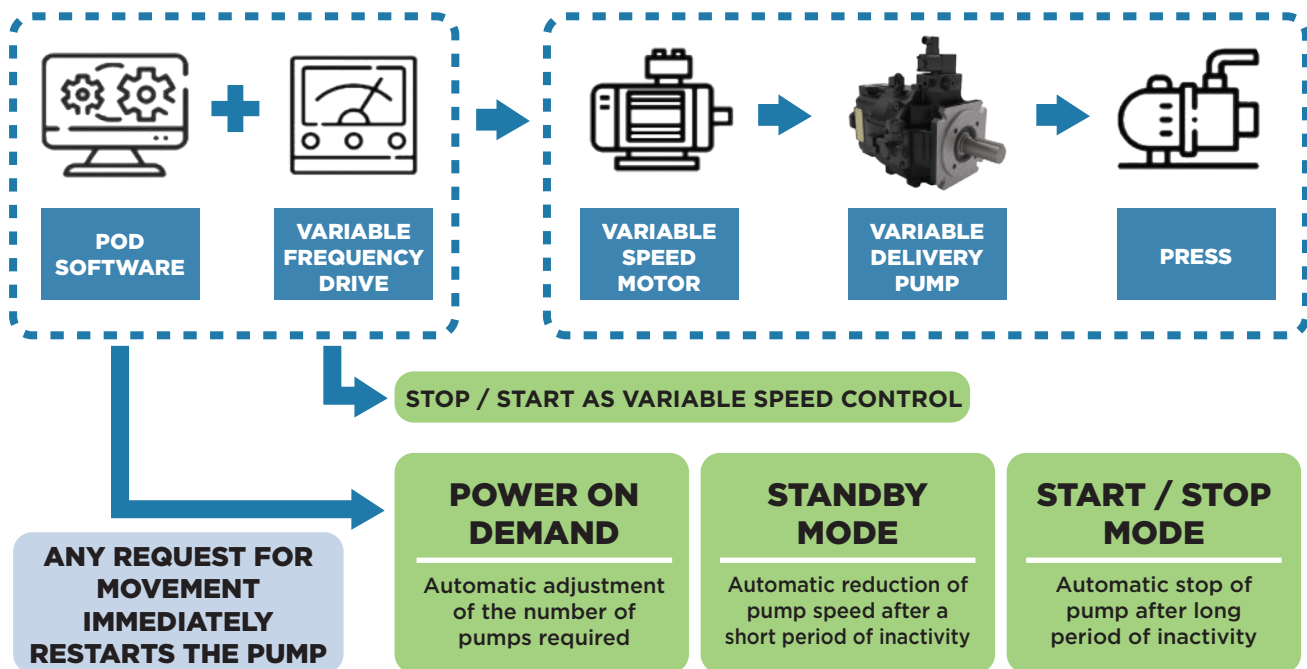 POD
SOFTWARE
VARIABLE
FREQUENCY
DRIVE
VARIABLE
SPEED
MOTOR
VARIABLE
DELIVERY
PUMP
PRESS
STOP / START AS VARIABLE SPEED CONTROL
POWER ON
DEMAND
Automatic adjustment
of the number of
pumps required
STANDBY
MODE
Automatic reduction of
pump speed after a
short period of inactivity
START / STOP
MODE
Automatic stop of
pump after long
period of inactivity
ANY REQUEST FOR
MOVEMENT
IMMEDIATELY
RESTARTS THE PUMP